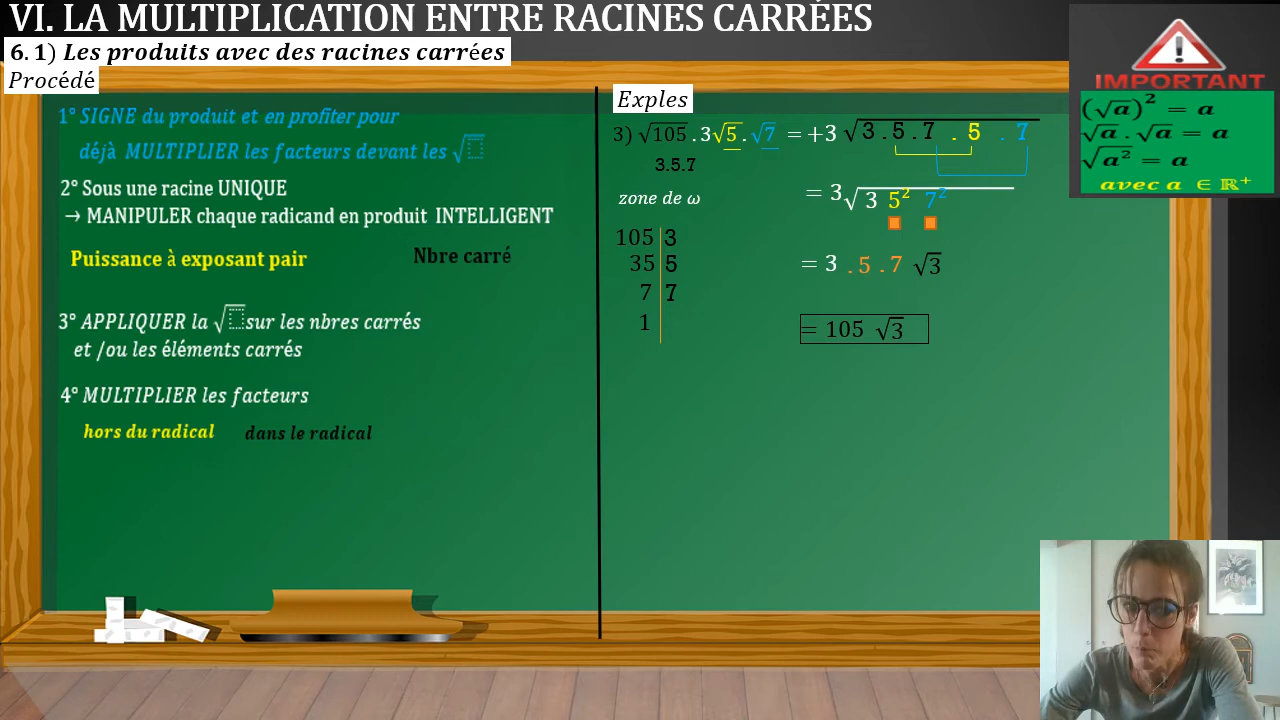 VI. LA MULTIPLICATION ENTRE RACINES CARRÉES
6.1) Les produits avec des racines carrées
Procédé
1° SIGNE du produit et en profiter pour
déjà MULTIPLIER les facteurs devant les √
2° Sous une racine UNIQUE
→ MANIPULER chaque radicand en produit INTELLIGENT
Puissance à exposant pair Nbre carré
3° APPLIQUER la √ sur les nbres carrés
et /ou les éléments carrés
4° MULTIPLIER les facteurs
hors du radical dans le radical
Exples
3) √105 . 3√5 . √7 = +3 √3 . 5 . 7 . 5 . 7
3.5.7
zone de ω
= 3√3 5² 7²
105 | 3
35 | 5
7 | 7
1
= 3 . 5 . 7 √3
= 105 √3
IMPORTANT
(√a)² = a
√a . √a = a
√a² = a
avec a ∈ ℝ⁺